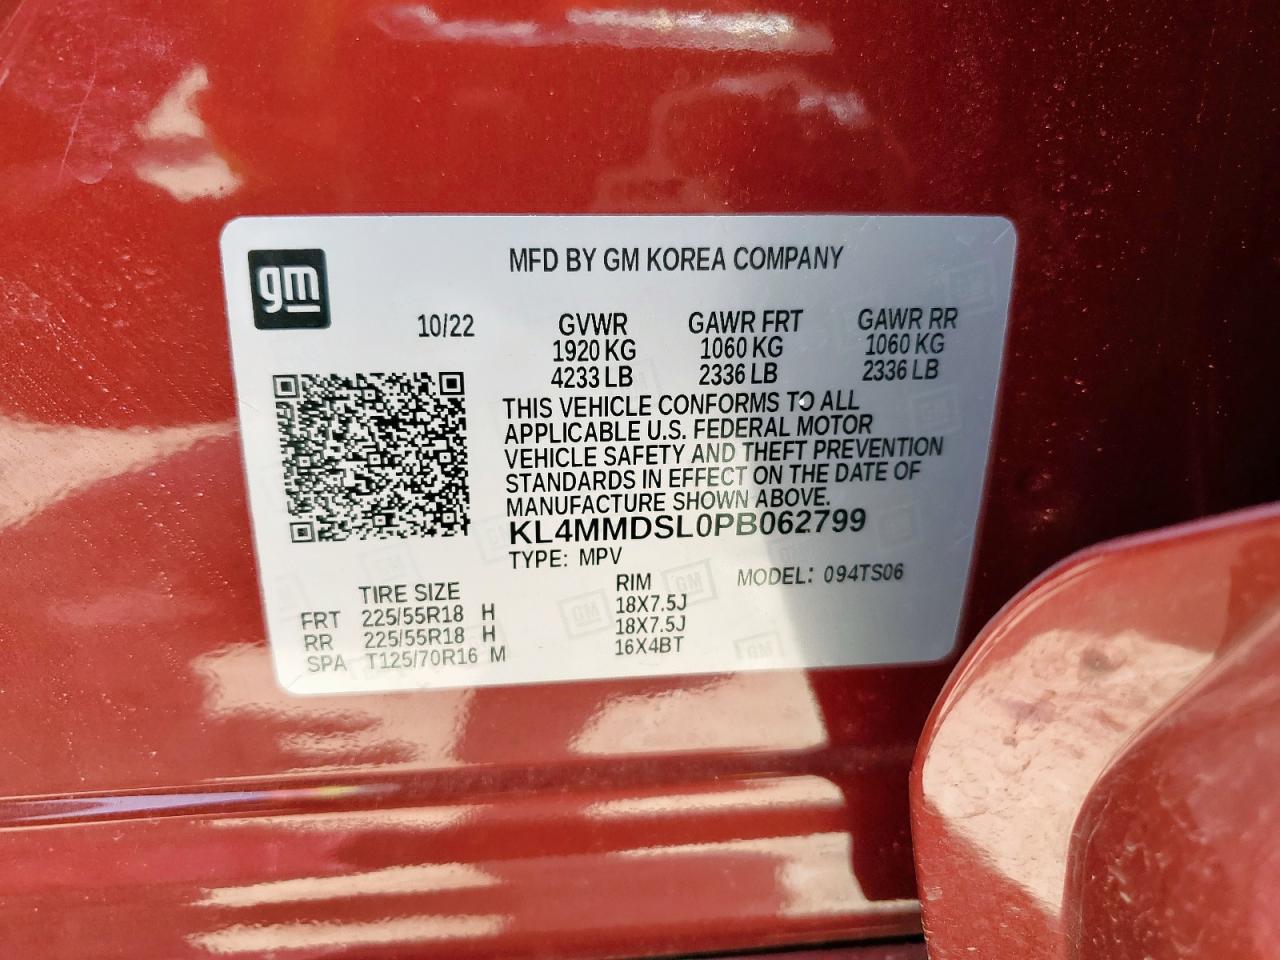 gm
MFD BY GM KOREA COMPANY
10/22 GVWR GAWR FRT GAWR RR
1920 KG 1060 KG 1060 KG
4233 LB 2336 LB 2336 LB
THIS VEHICLE CONFORMS TO ALL
APPLICABLE U.S. FEDERAL MOTOR
VEHICLE SAFETY AND THEFT PREVENTION
STANDARDS IN EFFECT ON THE DATE OF
MANUFACTURE SHOWN ABOVE.
KL4MMDSL0PB062799
TYPE: MPV
TIRE SIZE RIM MODEL: 094TS06
FRT 225/55R18 H 18X7.5J
RR 225/55R18 H 18X7.5J
SPA T125/70R16 M 16X4BT